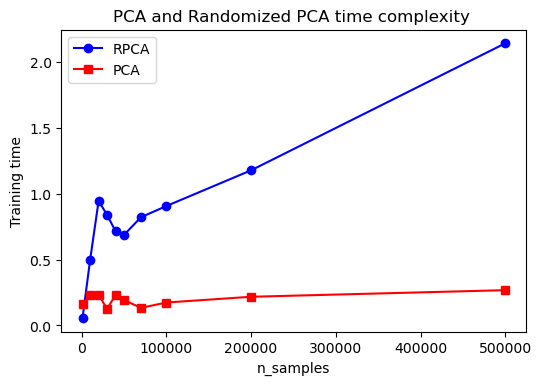 PCA and Randomized PCA time complexity
RPCA
PCA
Training time
2.0
1.5
1.0
0.5
0.0
0
100000
200000
300000
400000
500000
n_samples